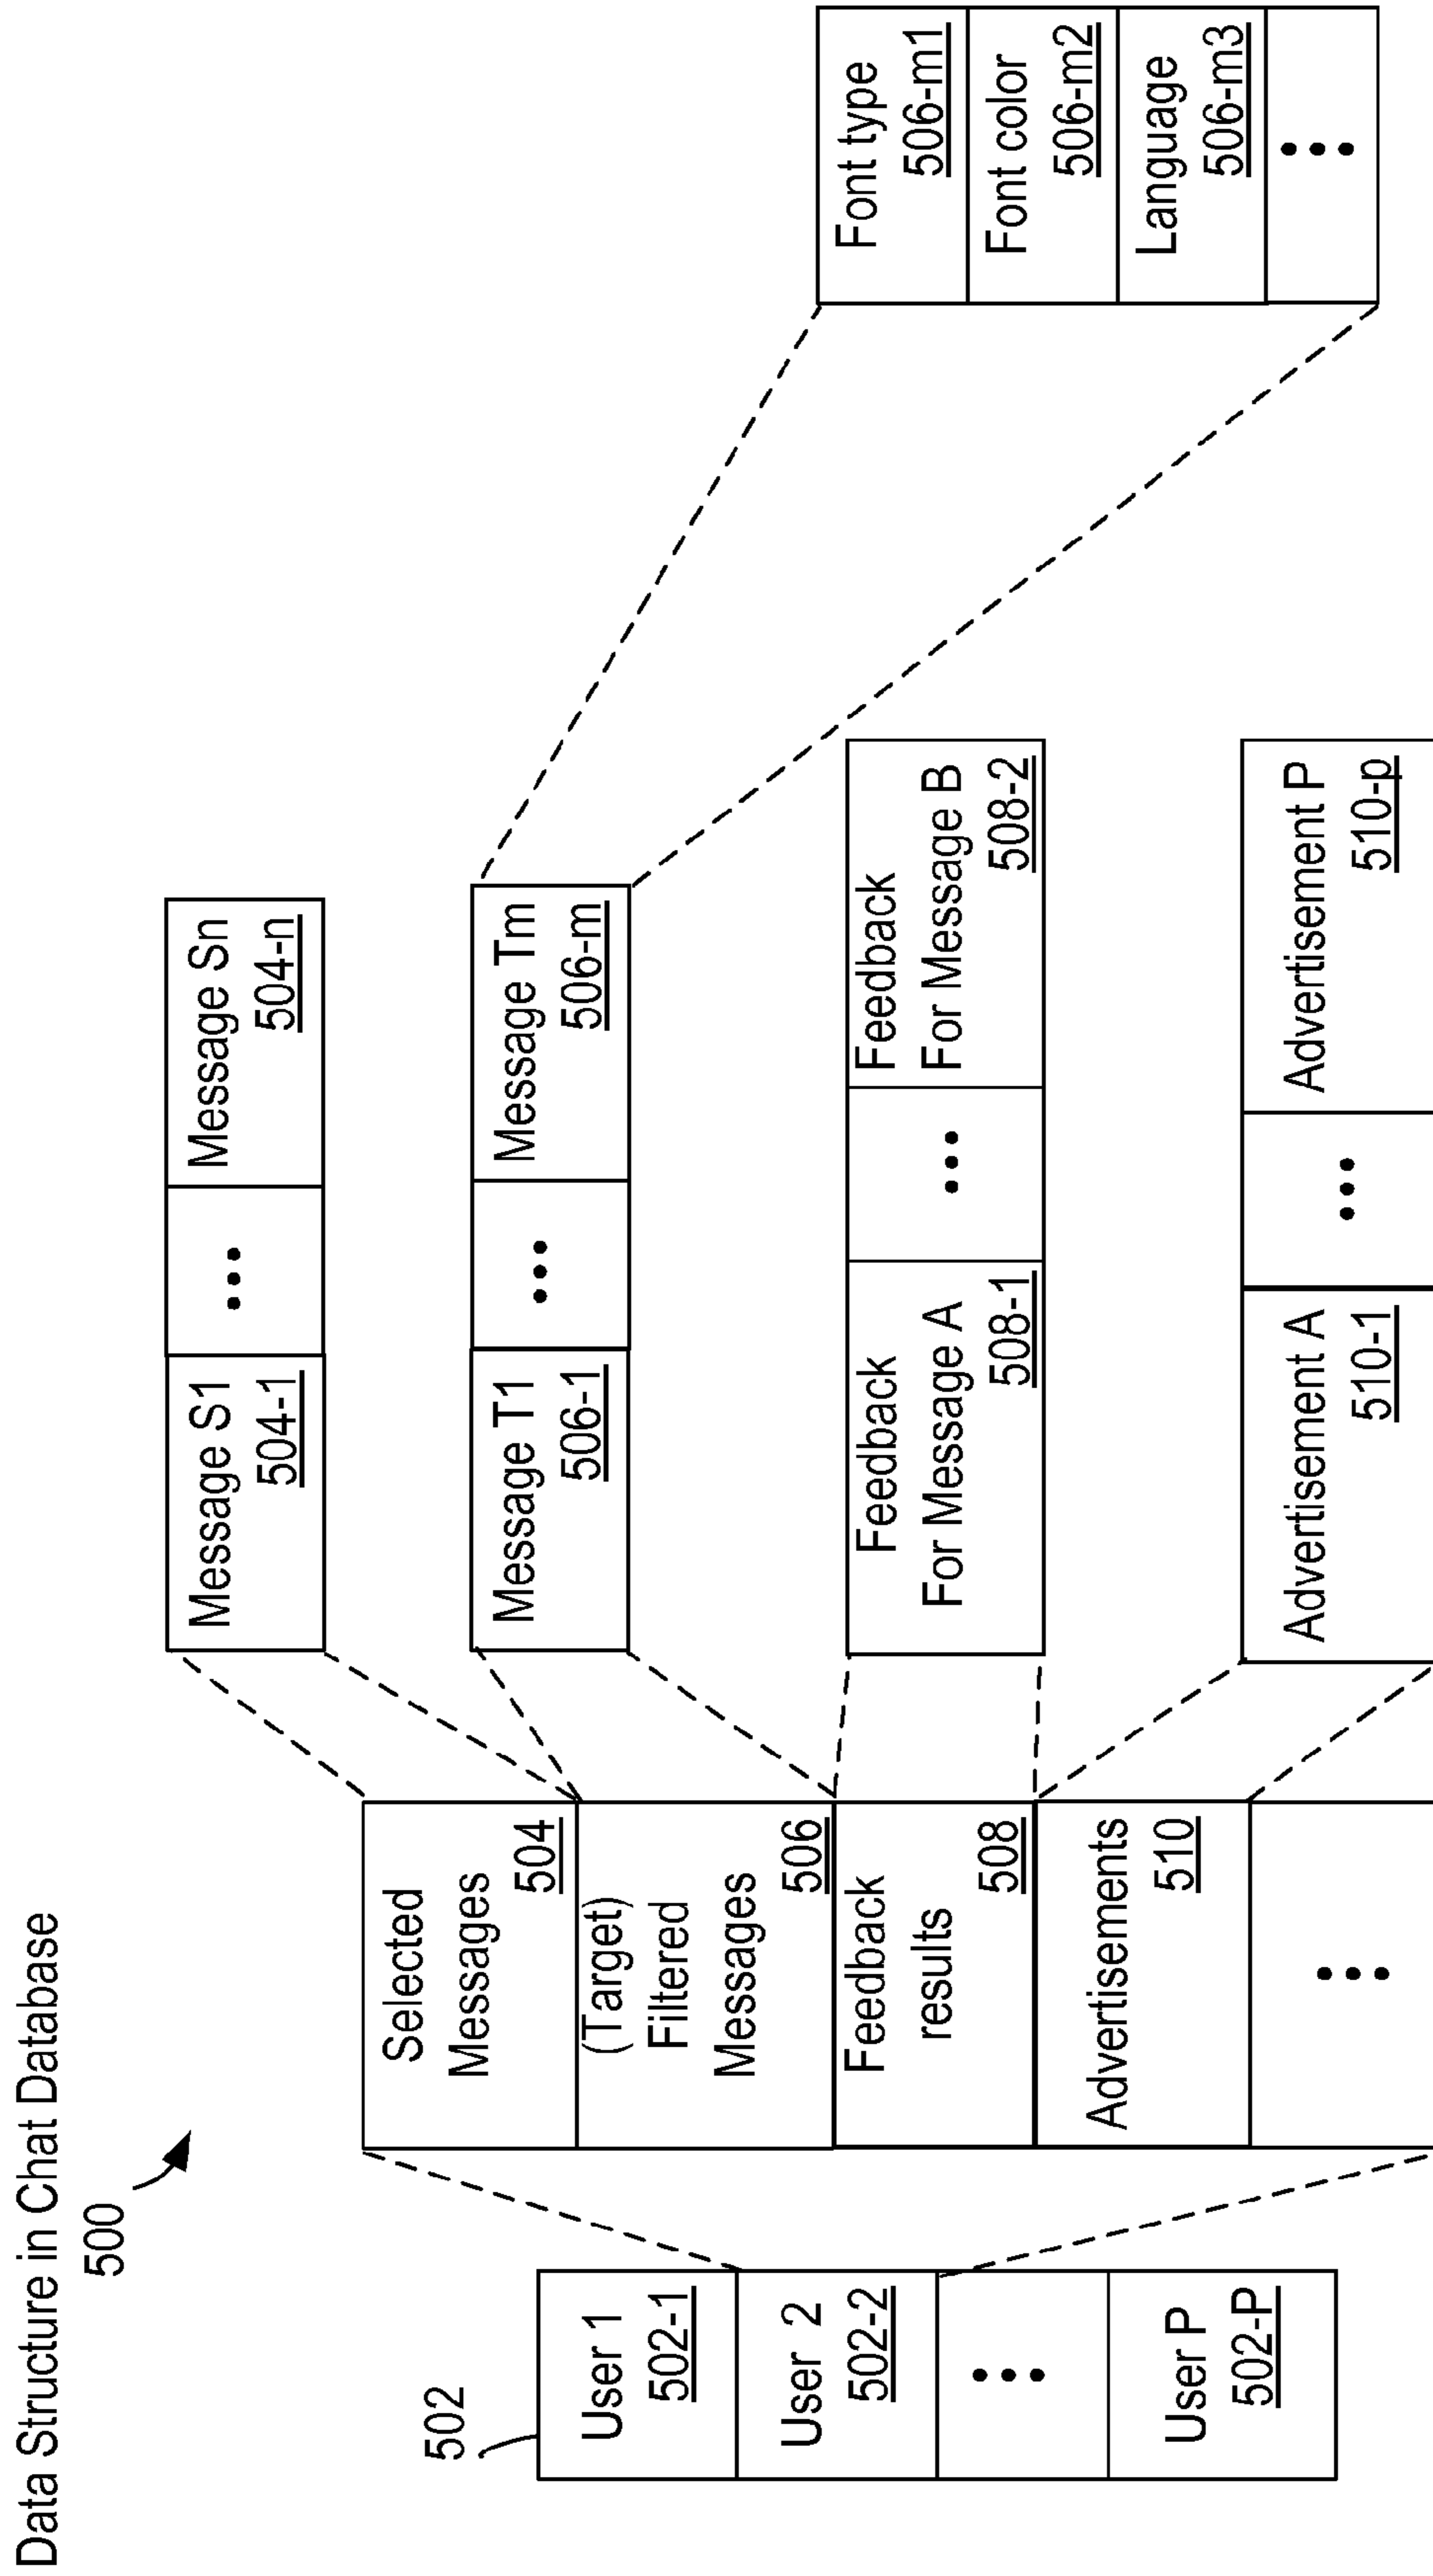 Data Structure in Chat Database
500
502
User 1
502-1
User 2
502-2
User P
502-P
Selected
Messages
504
(Target)
Filtered
Messages
506
Feedback
results
508
Advertisements
510
Message S1
504-1
Message Sn
504-n
Message T1
506-1
Message Tm
506-m
Feedback
For Message A
508-1
Feedback
For Message B
508-2
Advertisement A
510-1
Advertisement P
510-p
Font type
506-m1
Font color
506-m2
Language
506-m3